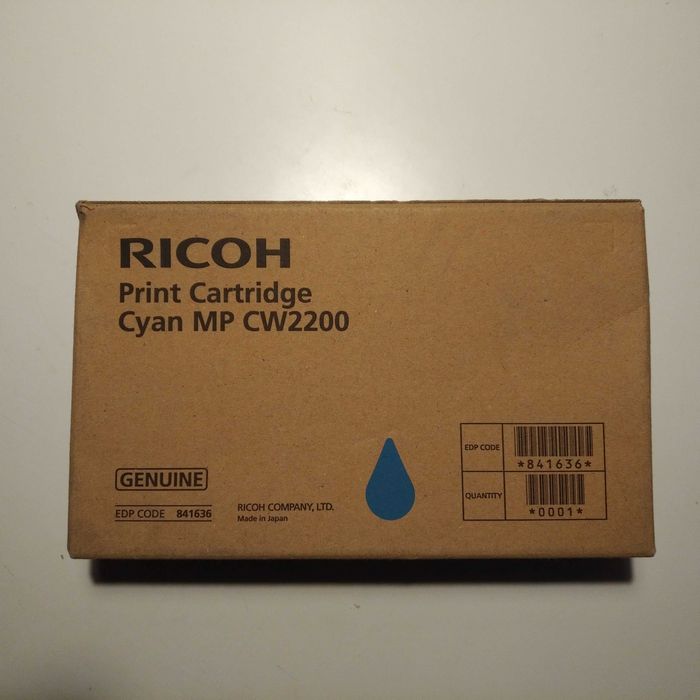 RICOH
Print Cartridge
Cyan MP CW2200
GENUINE
EDP CODE 841636
RICOH COMPANY, LTD.
Made in Japan
EDP CODE
*841636*
QUANTITY
*0001*